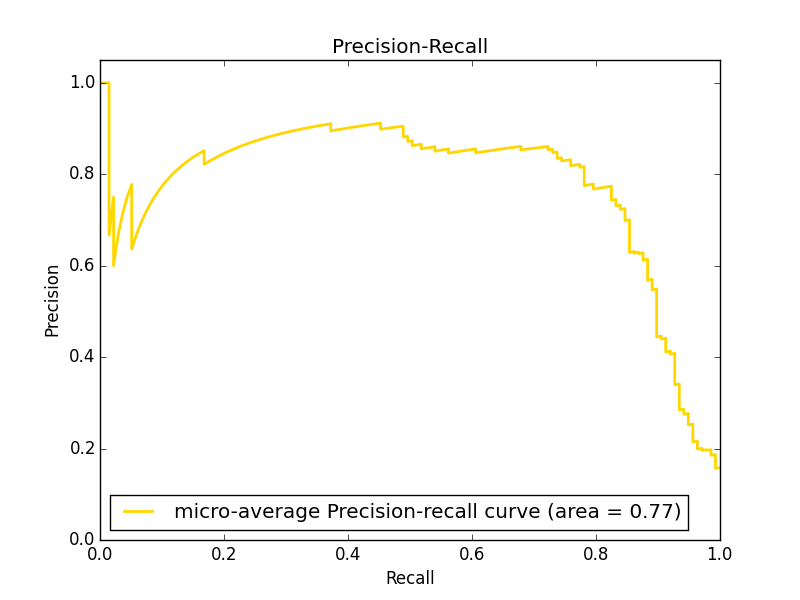 Precision-Recall
1.0
0.8
0.6
0.4
0.2
0.0
Precision
micro-average Precision-recall curve (area = 0.77)
0.0 0.2 0.4 0.6 0.8 1.0
Recall